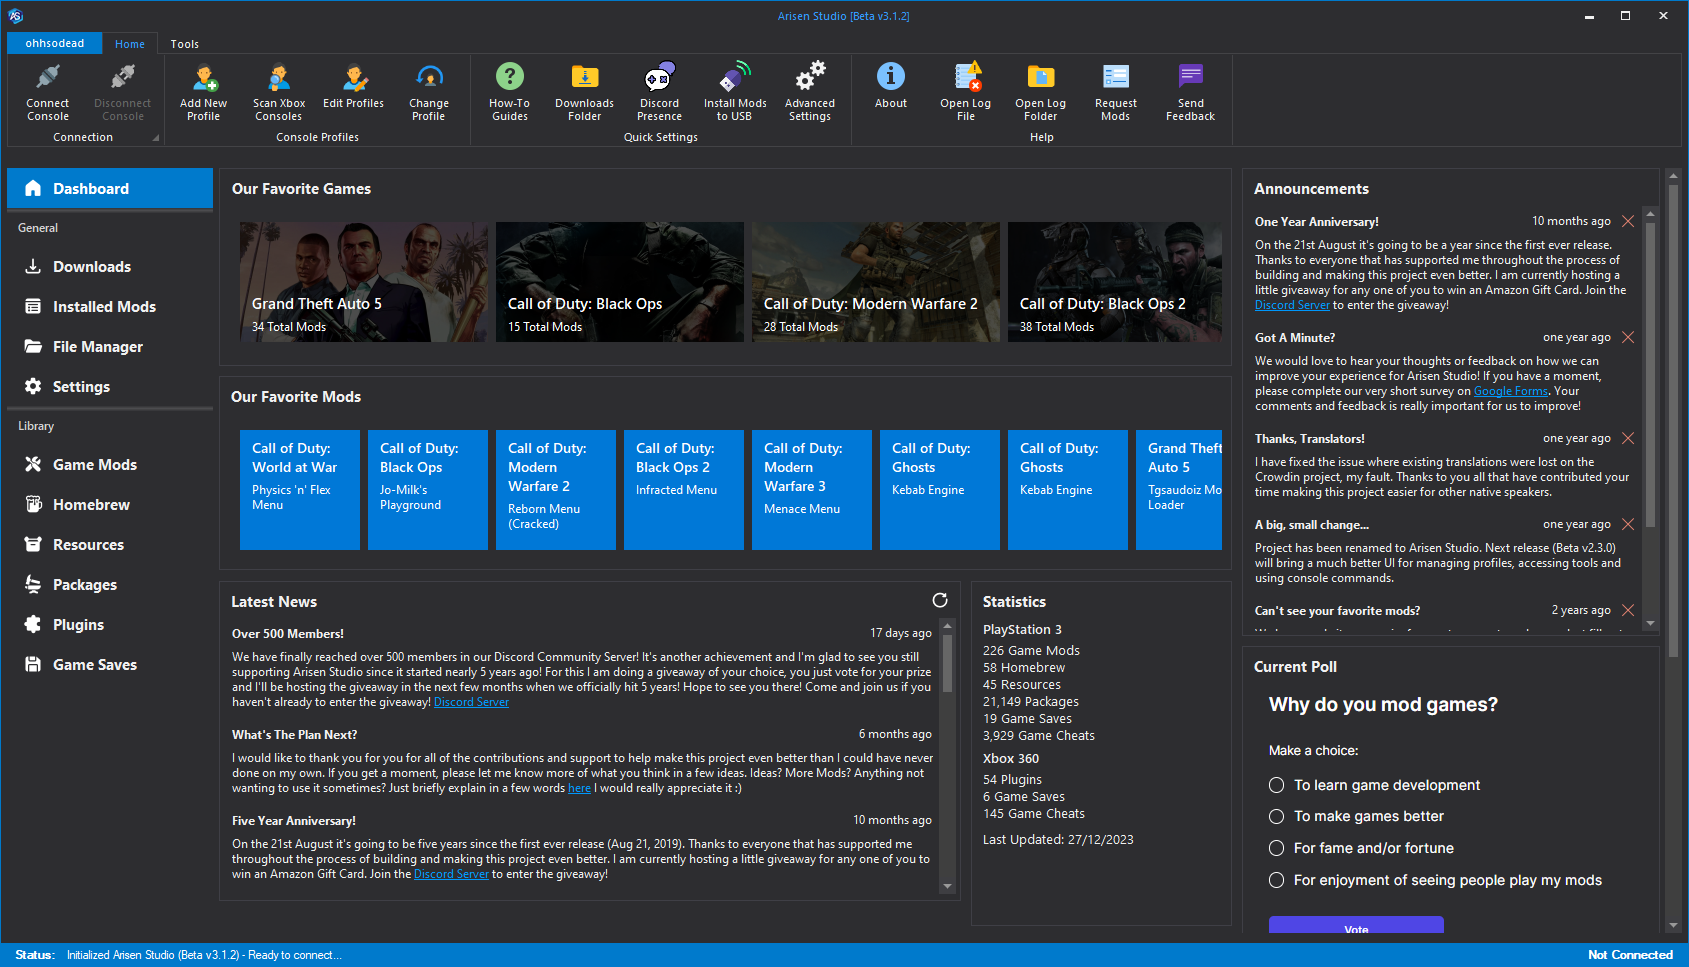 Arisen Studio [Beta v3.1.2]
ohhsodead
Home
Tools
Connect
Console
Disconnect
Console
Connection
Add New
Profile
Scan Xbox
Consoles
Edit Profiles
Change
Profile
Console Profiles
How-To
Guides
Downloads
Folder
Discord
Presence
Install Mods
to USB
Advanced
Settings
Quick Settings
About
Open Log
File
Open Log
Folder
Request
Mods
Send
Feedback
Help
Dashboard
General
Downloads
Installed Mods
File Manager
Settings
Library
Game Mods
Homebrew
Resources
Packages
Plugins
Game Saves
Our Favorite Games
Grand Theft Auto 5
34 Total Mods
Call of Duty: Black Ops
15 Total Mods
Call of Duty: Modern Warfare 2
28 Total Mods
Call of Duty: Black Ops 2
38 Total Mods
Our Favorite Mods
Call of Duty:
World at War
Physics 'n' Flex
Menu
Call of Duty:
Black Ops
Jo-Milk's
Playground
Call of Duty:
Modern
Warfare 2
Reborn Menu
(Cracked)
Call of Duty:
Black Ops 2
Infracted Menu
Call of Duty:
Modern
Warfare 3
Menace Menu
Call of Duty:
Ghosts
Kebab Engine
Call of Duty:
Ghosts
Kebab Engine
Grand Theft
Auto 5
Tgsaudoiz Mo
Loader
Latest News
Over 500 Members!
17 days ago
We have finally reached over 500 members in our Discord Community Server! It's another achievement and I'm glad to see you still
supporting Arisen Studio since it started nearly 5 years ago! For this I am doing a giveaway of your choice, you just vote for your prize
and I'll be hosting the giveaway in the next few months when we officially hit 5 years! Hope to see you there! Come and join us if you
haven't already to enter the giveaway! Discord Server
What's The Plan Next?
6 months ago
I would like to thank you for you for all of the contributions and support to help make this project even better than I could have never
done on my own. If you get a moment, please let me know more of what you think in a few ideas. Ideas? More Mods? Anything not
wanting to use it sometimes? Just briefly explain in a few words here I would really appreciate it :)
Five Year Anniversary!
10 months ago
On the 21st August it's going to be five years since the first ever release (Aug 21, 2019). Thanks to everyone that has supported me
throughout the process of building and making this project even better. I am currently hosting a little giveaway for any one of you to
win an Amazon Gift Card. Join the Discord Server to enter the giveaway!
Statistics
PlayStation 3
226 Game Mods
58 Homebrew
45 Resources
21,149 Packages
19 Game Saves
3,929 Game Cheats
Xbox 360
54 Plugins
6 Game Saves
145 Game Cheats
Last Updated: 27/12/2023
Announcements
One Year Anniversary!
10 months ago
On the 21st August it's going to be a year since the first ever release.
Thanks to everyone that has supported me throughout the process of
building and making this project even better. I am currently hosting a
little giveaway for any one of you to win an Amazon Gift Card. Join the
Discord Server to enter the giveaway!
Got A Minute?
one year ago
We would love to hear your thoughts or feedback on how we can
improve your experience for Arisen Studio! If you have a moment,
please complete our very short survey on Google Forms. Your
comments and feedback is really important for us to improve!
Thanks, Translators!
one year ago
I have fixed the issue where existing translations were lost on the
Crowdin project, my fault. Thanks to you all that have contributed your
time making this project easier for other native speakers.
A big, small change...
one year ago
Project has been renamed to Arisen Studio. Next release (Beta v2.3.0)
will bring a much better UI for managing profiles, accessing tools and
using console commands.
Can't see your favorite mods?
2 years ago
Current Poll
Why do you mod games?
Make a choice:
To learn game development
To make games better
For fame and/or fortune
For enjoyment of seeing people play my mods
Vote
Status: Initialized Arisen Studio (Beta v3.1.2) - Ready to connect...
Not Connected